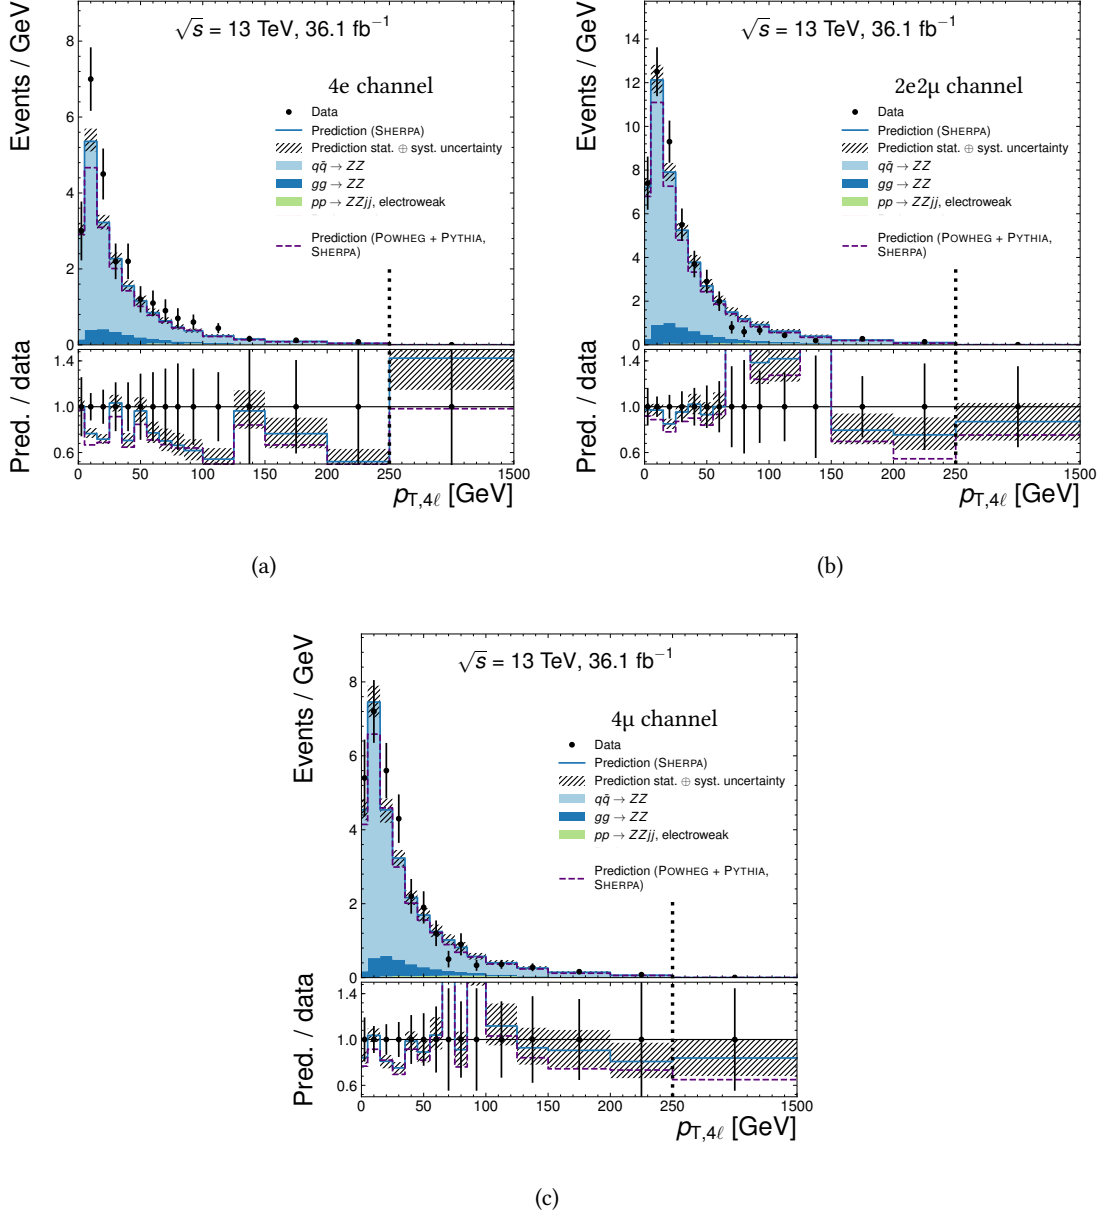 √s = 13 TeV, 36.1 fb⁻¹
Events / GeV
8
6
4
2
0
4e channel
Data
Prediction (SHERPA)
Prediction stat. ⊕ syst. uncertainty
qq̄ → ZZ
gg → ZZ
pp → ZZjj, electroweak
Prediction (POWHEG + PYTHIA,
SHERPA)
Pred. / data
1.4
1.0
0.6
0 50 100 150 200 250 1500
pT,4ℓ [GeV]
(a)
√s = 13 TeV, 36.1 fb⁻¹
Events / GeV
14
12
10
8
6
4
2
0
2e2μ channel
Data
Prediction (SHERPA)
Prediction stat. ⊕ syst. uncertainty
qq̄ → ZZ
gg → ZZ
pp → ZZjj, electroweak
Prediction (POWHEG + PYTHIA,
SHERPA)
Pred. / data
1.4
1.0
0.6
0 50 100 150 200 250 1500
pT,4ℓ [GeV]
(b)
√s = 13 TeV, 36.1 fb⁻¹
Events / GeV
8
6
4
2
0
4μ channel
Data
Prediction (SHERPA)
Prediction stat. ⊕ syst. uncertainty
qq̄ → ZZ
gg → ZZ
pp → ZZjj, electroweak
Prediction (POWHEG + PYTHIA,
SHERPA)
Pred. / data
1.4
1.0
0.6
0 50 100 150 200 250 1500
pT,4ℓ [GeV]
(c)